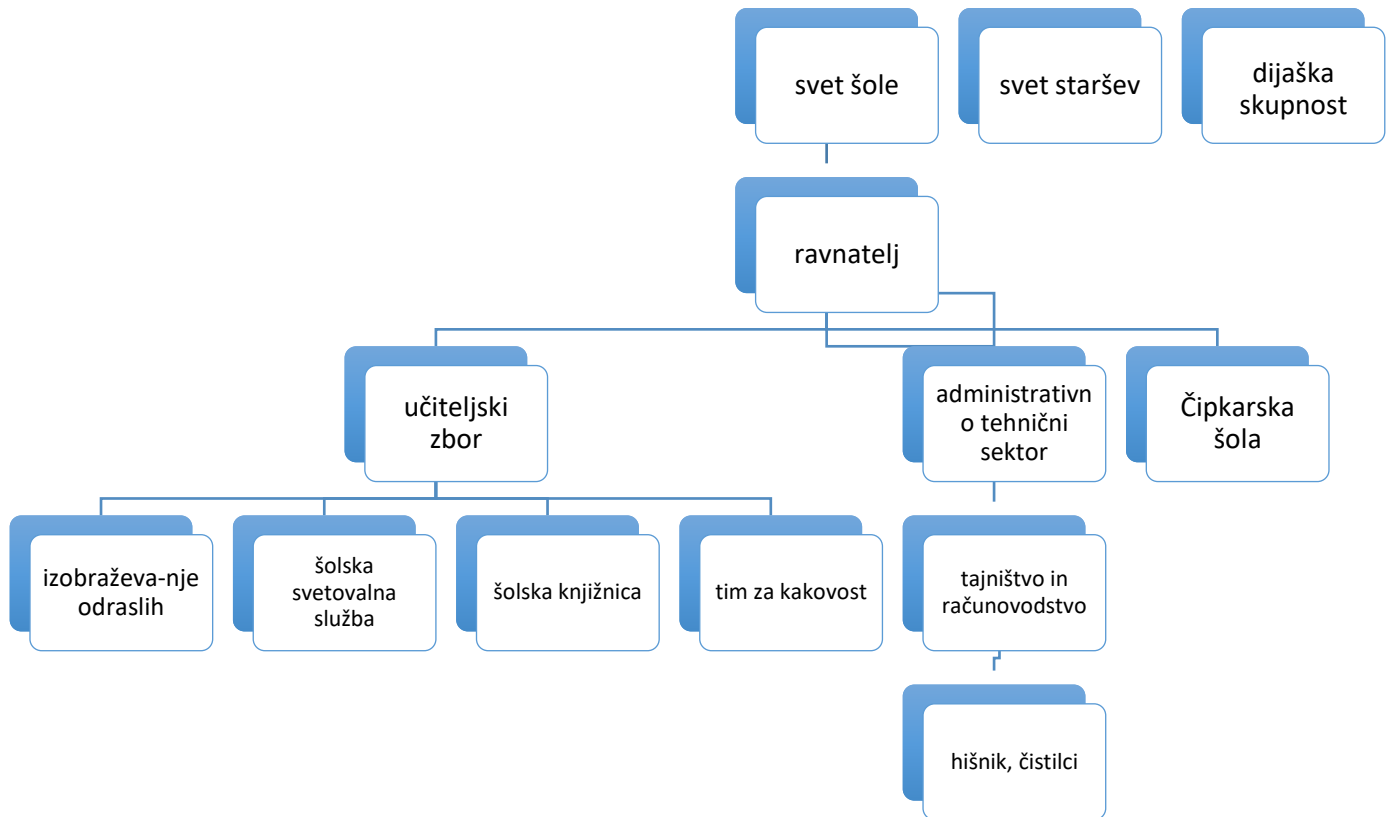 svet šole
svet staršev
dijaška
skupnost
ravnatelj
učiteljski
zbor
administrativn
o tehnični
sektor
Čipkarska
šola
izobraževa-nje
odraslih
šolska
svetovalna
služba
šolska knjižnica
tim za kakovost
tajništvo in
računovodstvo
hišnik, čistilci